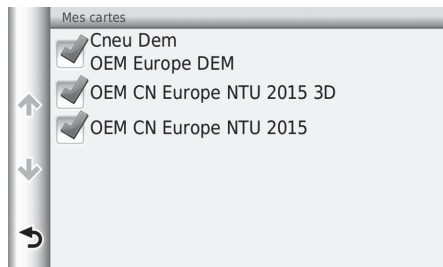 Mes cartes
Cneu Dem
OEM Europe DEM
OEM CN Europe NTU 2015 3D
OEM CN Europe NTU 2015